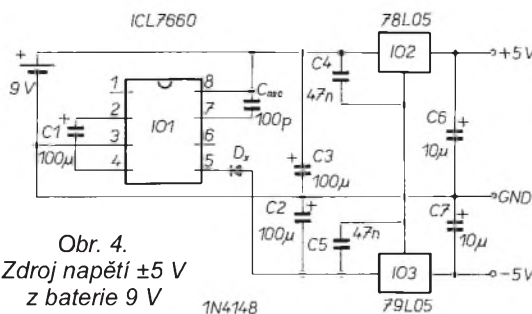 ICL7660
78L05
+
9 V
1
2
3
4
8
7
6
5
IO1
C1
+
100µ
Cosc
100p
Dx
C4
47n
IO2
+5V
C6
+
10µ
C3
+
100µ
C2
+
100µ
C5
47n
GND
C7
+
10µ
IO3
-5V
1N4148
79L05
Obr. 4.
Zdroj napětí ±5 V
z baterie 9 V